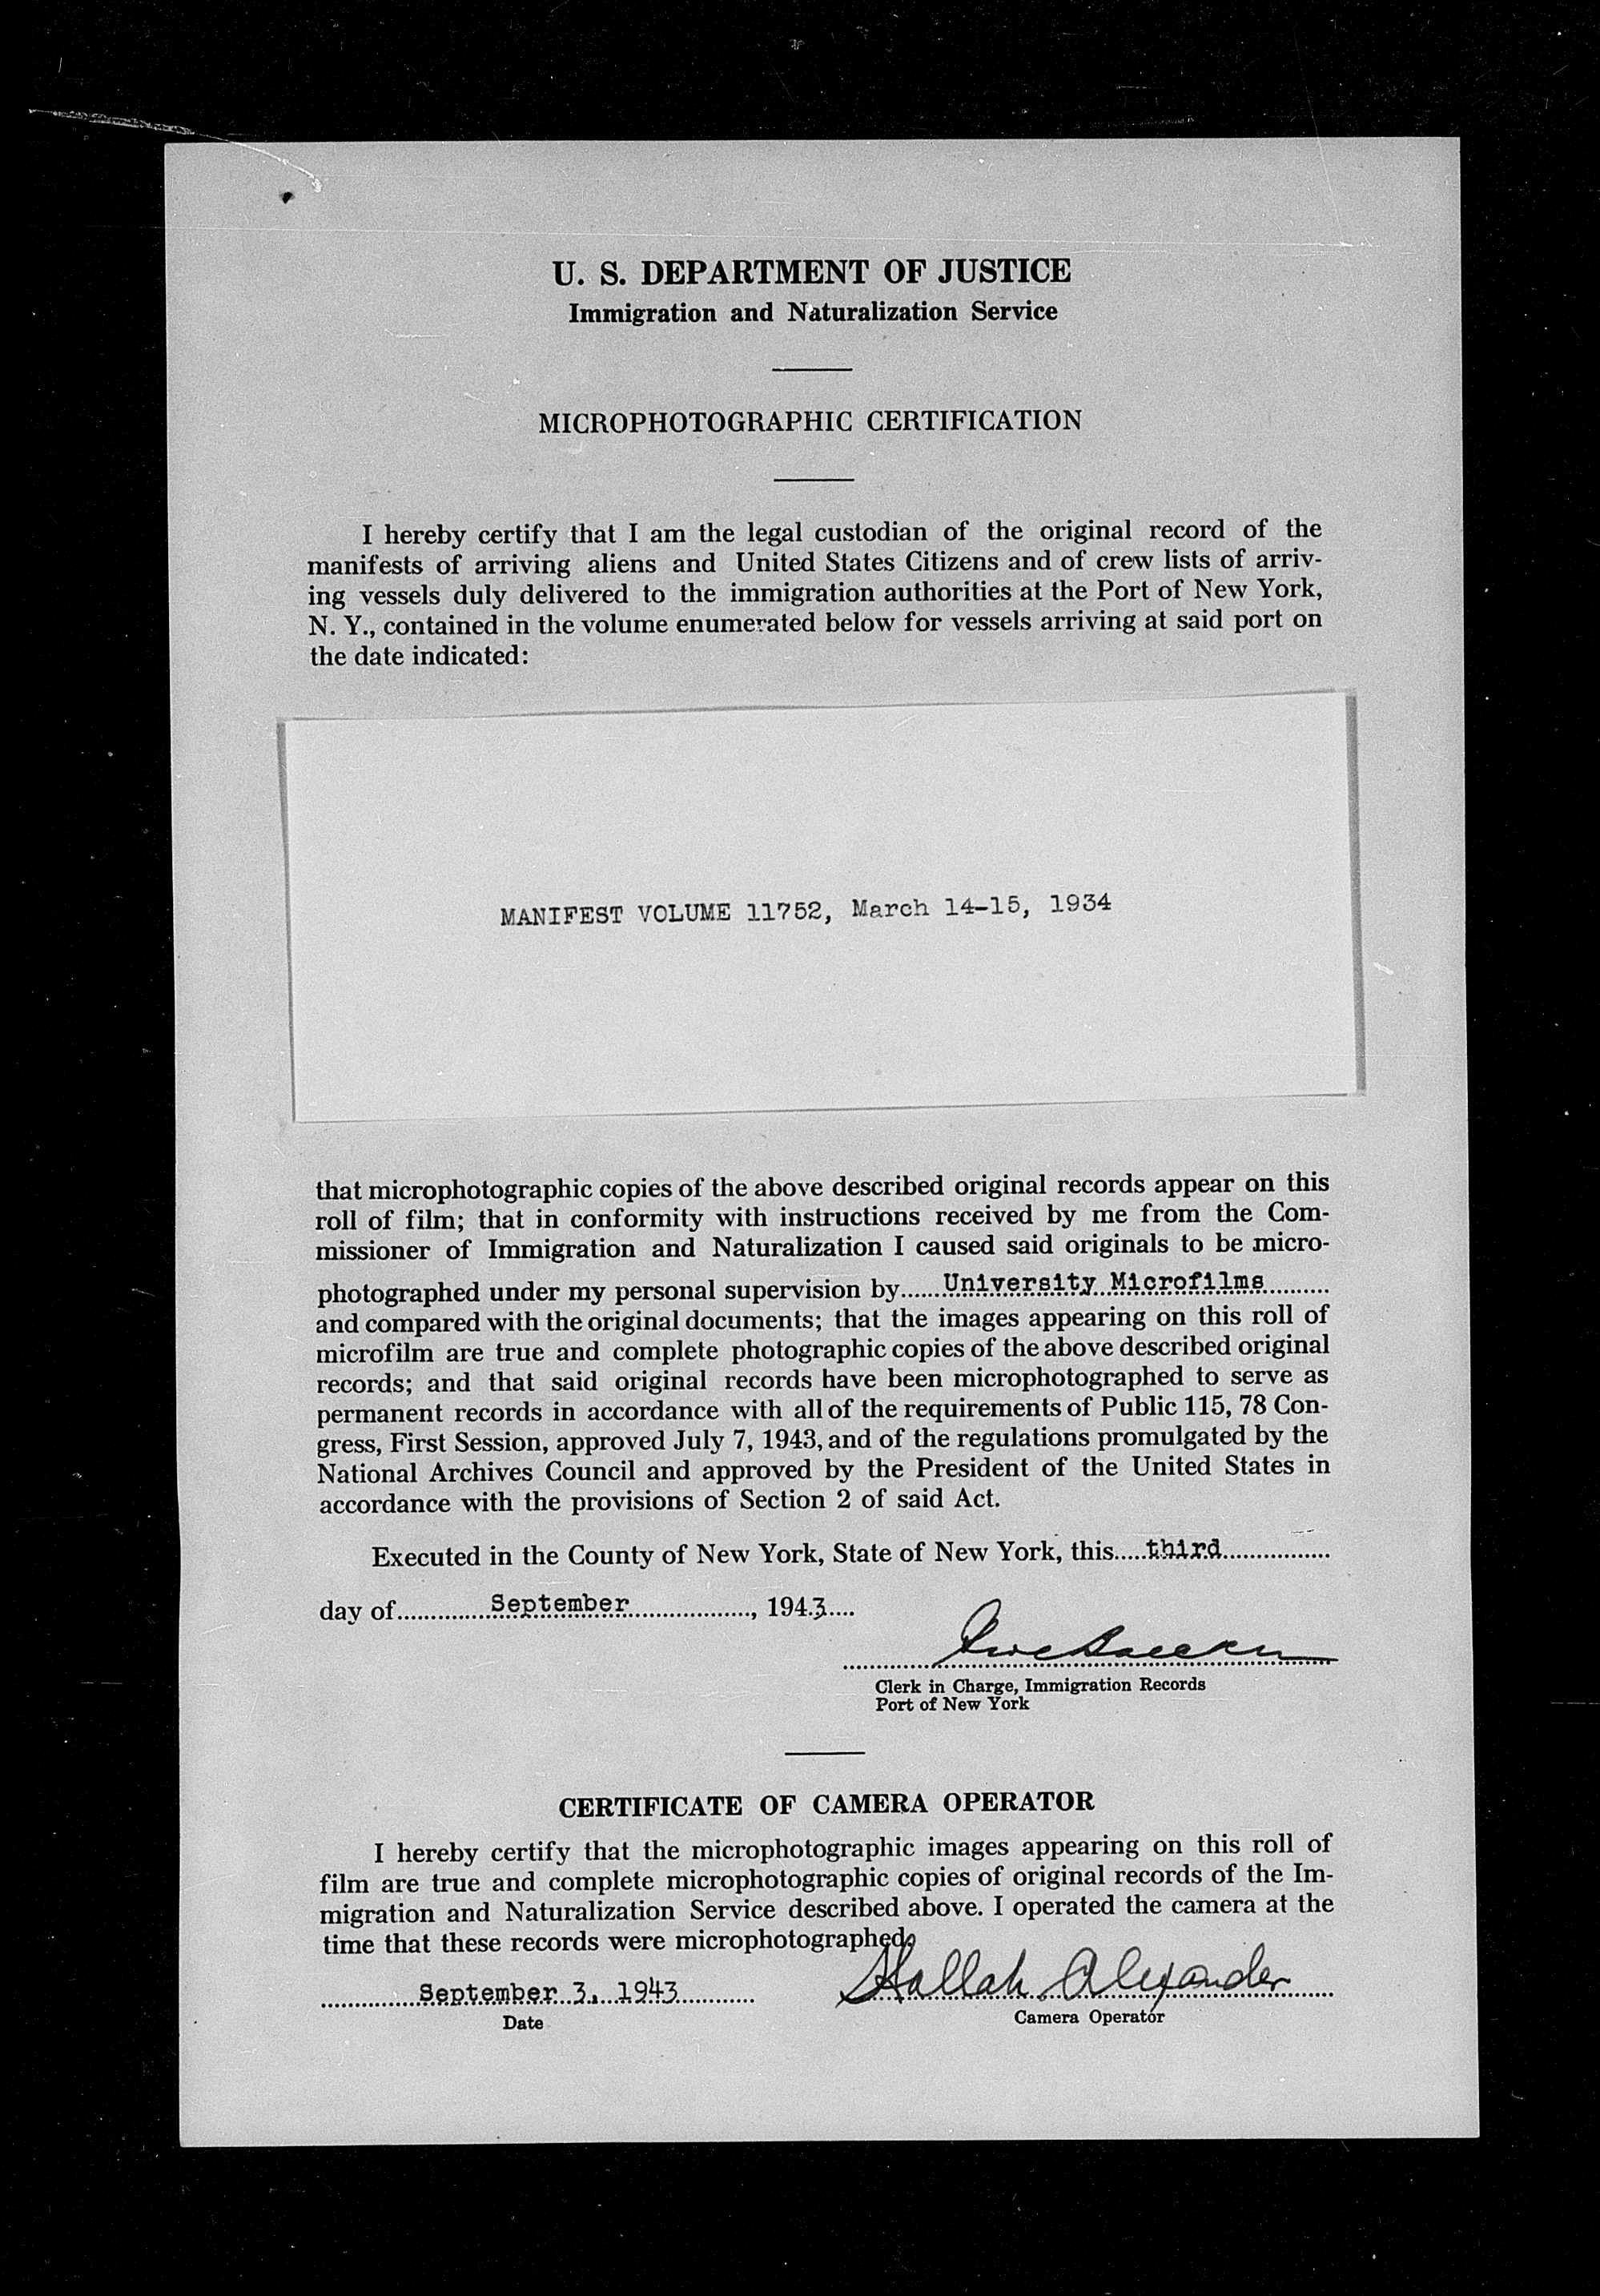 U. S. DEPARTMENT OF JUSTICE
Immigration and Naturalization Service
MICROPHOTOGRAPHIC CERTIFICATION
I hereby certify that I am the legal custodian of the original record of the
manifests of arriving aliens and United States Citizens and of crew lists of arriv-
ing vessels duly delivered to the immigration authorities at the Port of New York,
N. Y., contained in the volume enumerated below for vessels arriving at said port on
the date indicated:
MANIFEST VOLUME 11752, March 14-15, 1934
that microphotographic copies of the above described original records appear on this
roll of film; that in conformity with instructions received by me from the Com-
missioner of Immigration and Naturalization I caused said originals to be micro-
photographed under my personal supervision by......University Microfilms..........
and compared with the original documents; that the images appearing on this roll of
microfilm are true and complete photographic copies of the above described original
records; and that said original records have been microphotographed to serve as
permanent records in accordance with all of the requirements of Public 115, 78 Con-
gress, First Session, approved July 7, 1943, and of the regulations promulgated by the
National Archives Council and approved by the President of the United States in
accordance with the provisions of Section 2 of said Act.
Executed in the County of New York, State of New York, this.....third.................
day of..............September...................., 1943....
Clerk in Charge, Immigration Records
Port of New York
CERTIFICATE OF CAMERA OPERATOR
I hereby certify that the microphotographic images appearing on this roll of
film are true and complete microphotographic copies of original records of the Im-
migration and Naturalization Service described above. I operated the camera at the
time that these records were microphotographed.
September 3, 1943 Hallah Alexander
Date Camera Operator